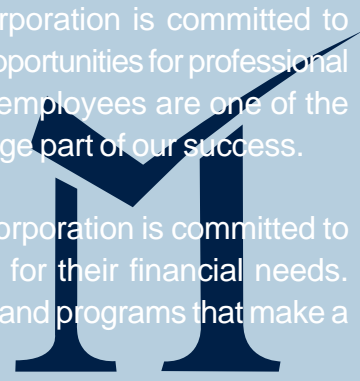 rporation is committed to
pportunities for professional
employees are one of the
ge part of our success.
orporation is committed to
for their financial needs.
and programs that make a